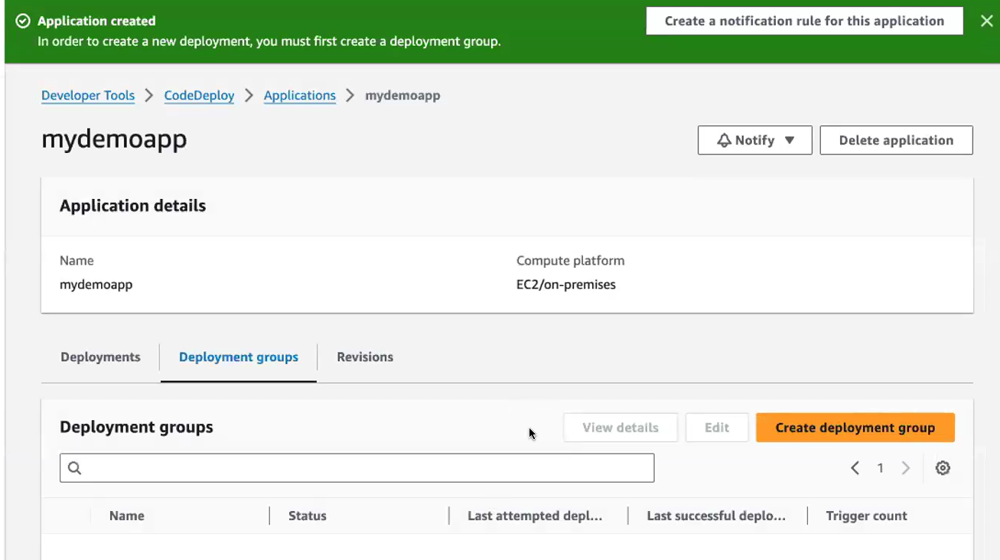 Application created
Create a notification rule for this application
In order to create a new deployment, you must first create a deployment group.
Developer Tools > CodeDeploy > Applications > mydemoapp
mydemoapp
Notify ▼
Delete application
Application details
Name
Compute platform
mydemoapp
EC2/on-premises
Deployments
Deployment groups
Revisions
Deployment groups
View details
Edit
Create deployment group
1
Name
Status
Last attempted depl...
Last successful deplo...
Trigger count